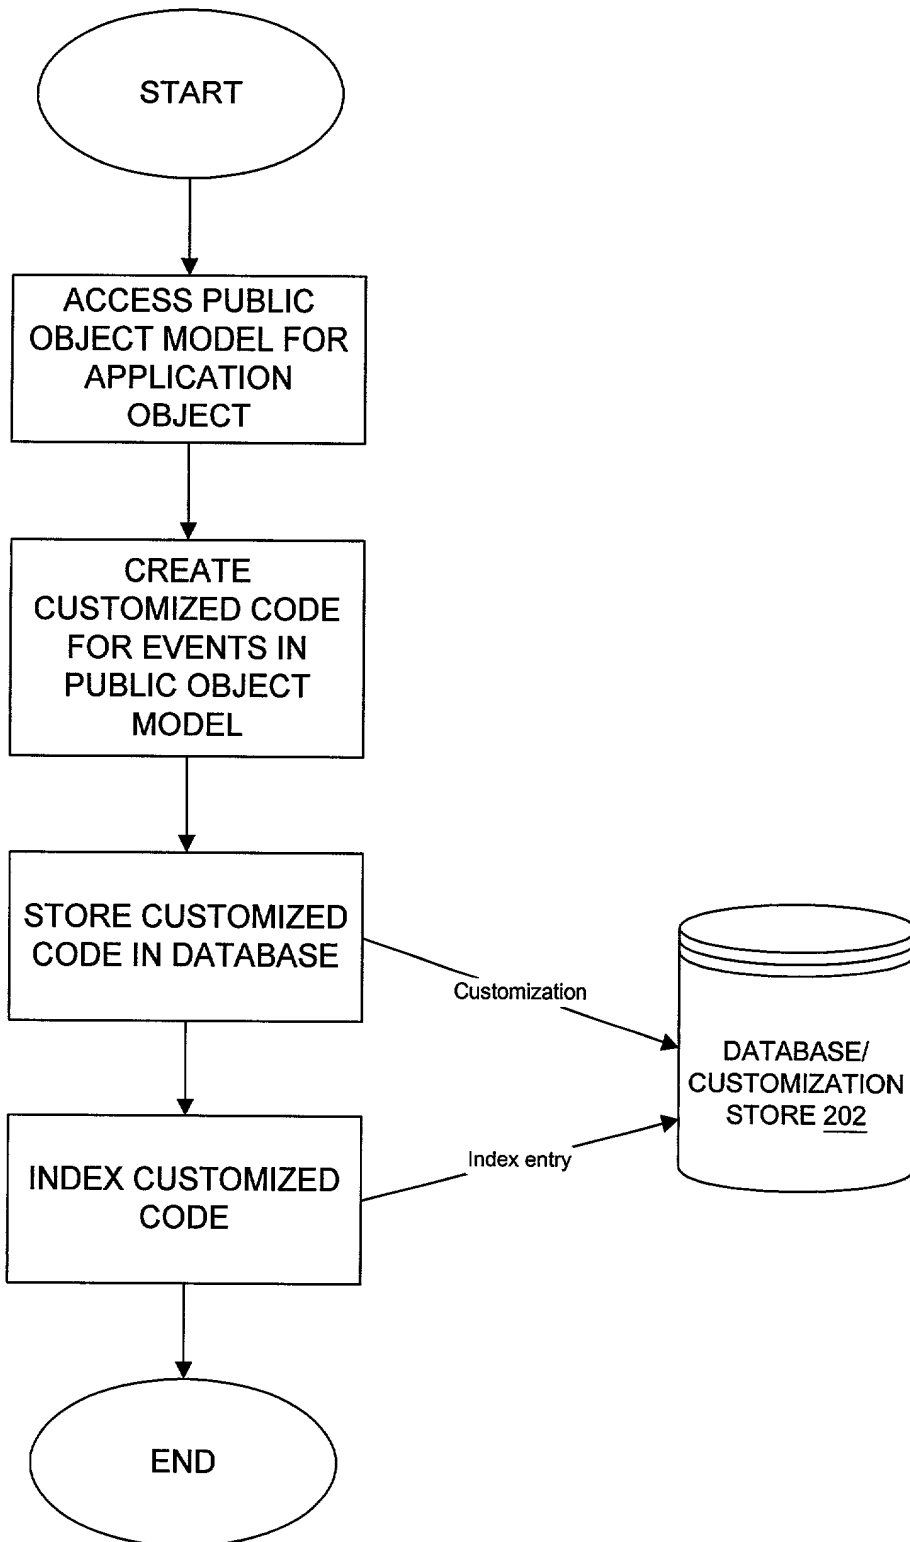 START
ACCESS PUBLIC
OBJECT MODEL FOR
APPLICATION
OBJECT
CREATE
CUSTOMIZED CODE
FOR EVENTS IN
PUBLIC OBJECT
MODEL
STORE CUSTOMIZED
CODE IN DATABASE
Customization
DATABASE/
CUSTOMIZATION
STORE 202
INDEX CUSTOMIZED
CODE
Index entry
END